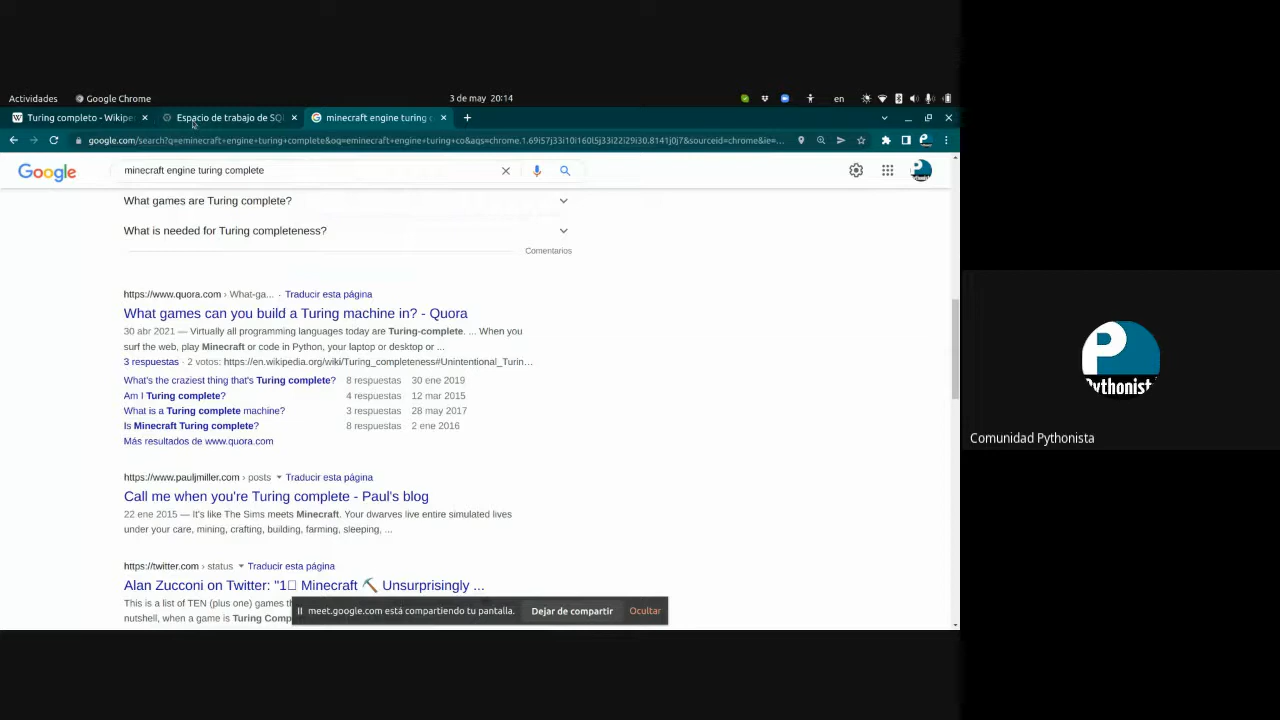 Actividades
Google Chrome
3 de may 20:14
en
Turing completo - Wikipe
Espacio de trabajo de SQL
minecraft engine turing c
google.com/search?q=eminecraft+engine+turing+complete&oq=eminecraft+engine+turing+co&aqs=chrome.1.69i57j33i10i160l5j33i22i29i30.8141j0j7&sourceid=chrome&ie=...
Google
minecraft engine turing complete
What games are Turing complete?
What is needed for Turing completeness?
Comentarios
https://www.quora.com › What-ga... · Traducir esta página
What games can you build a Turing machine in? - Quora
30 abr 2021 — Virtually all programming languages today are Turing-complete. ... When you
surf the web, play Minecraft or code in Python, your laptop or desktop or ...
3 respuestas · 2 votos: https://en.wikipedia.org/wiki/Turing_completeness#Unintentional_Turin...
What's the craziest thing that's Turing complete? 8 respuestas 30 ene 2019
Am I Turing complete? 4 respuestas 12 mar 2015
What is a Turing complete machine? 3 respuestas 28 may 2017
Is Minecraft Turing complete? 8 respuestas 2 ene 2016
Más resultados de www.quora.com
https://www.pauljmiller.com › posts Traducir esta página
Call me when you're Turing complete - Paul's blog
22 ene 2015 — It's like The Sims meets Minecraft. Your dwarves live entire simulated lives
under your care, mining, crafting, building, farming, sleeping, ...
https://twitter.com › status Traducir esta página
Alan Zucconi on Twitter: "1 Minecraft Unsurprisingly ...
This is a list of TEN (plus one) games
nutshell, when a game is Turing Comp
meet.google.com está compartiendo tu pantalla.
Dejar de compartir
Ocultar
Pythonist
Comunidad Pythonista